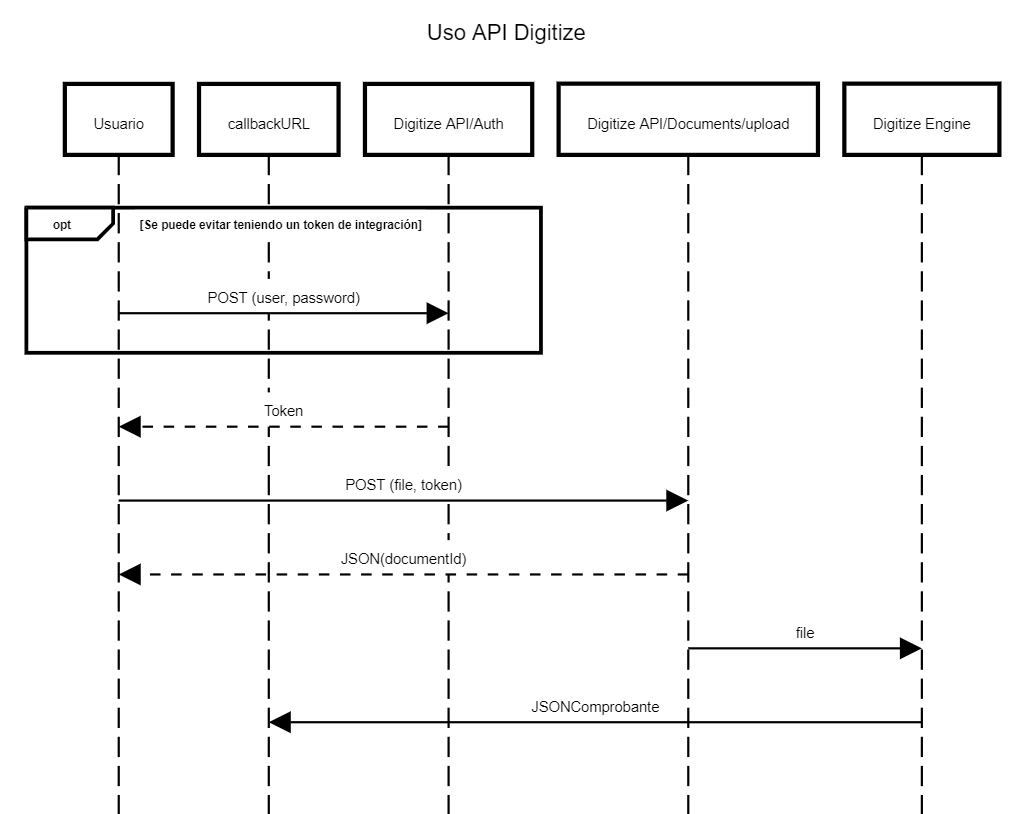 Uso API Digitize
Usuario
callbackURL
Digitize API/Auth
Digitize API/Documents/upload
Digitize Engine
opt
[Se puede evitar teniendo un token de integración]
POST (user, password)
Token
POST (file, token)
JSON(documentId)
file
JSONComprobante